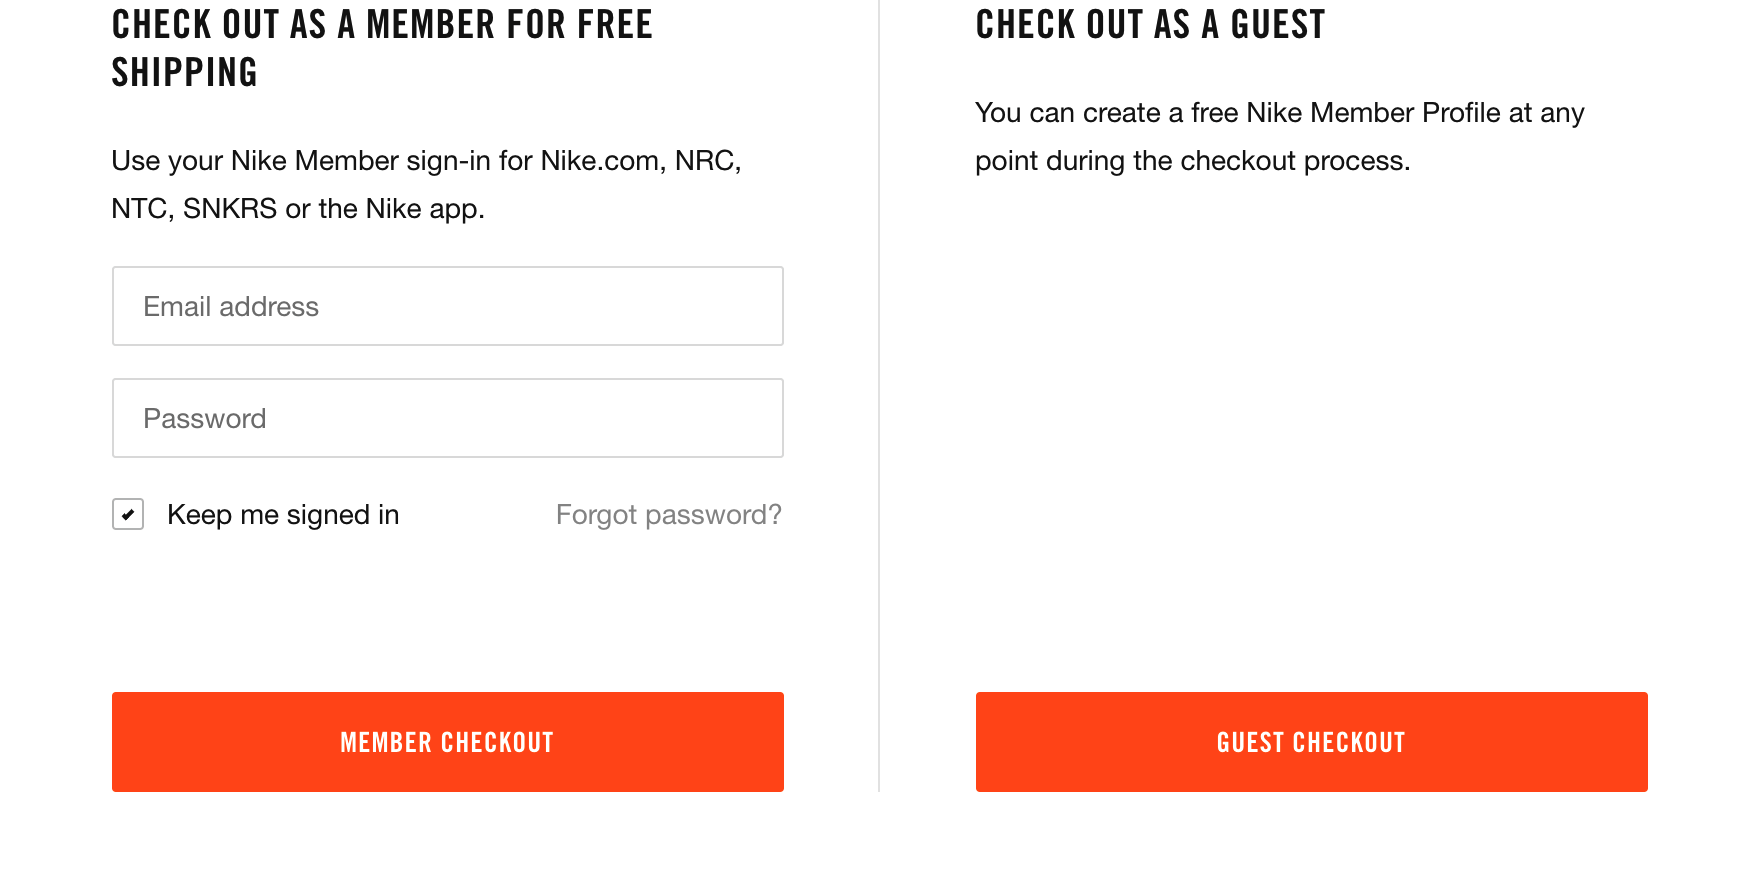 CHECK OUT AS A MEMBER FOR FREE
SHIPPING
Use your Nike Member sign-in for Nike.com, NRC,
NTC, SNKRS or the Nike app.
Email address
Password
Keep me signed in
Forgot password?
MEMBER CHECKOUT
CHECK OUT AS A GUEST
You can create a free Nike Member Profile at any
point during the checkout process.
GUEST CHECKOUT